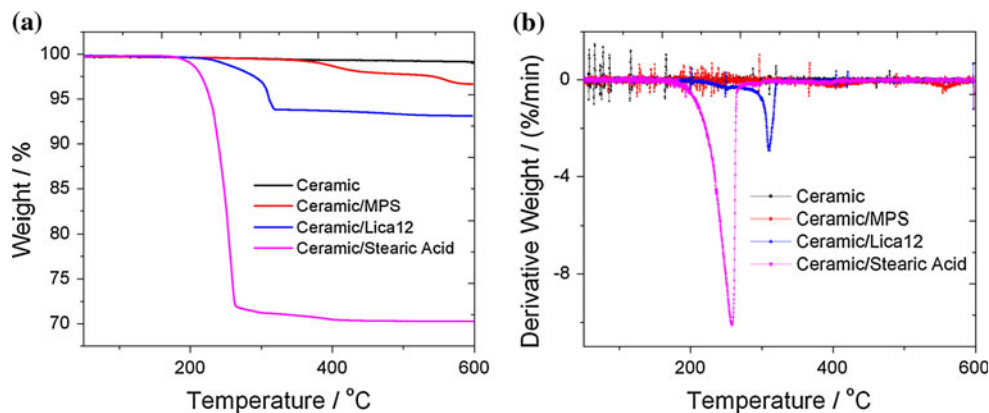 (a)
100
95
90
85
80
75
70
Weight / %
Ceramic
Ceramic/MPS
Ceramic/Lica12
Ceramic/Stearic Acid
200
400
600
Temperature / °C
(b)
0
-4
-8
Derivative Weight / (%/min)
Ceramic
Ceramic/MPS
Ceramic/Lica12
Ceramic/Stearic Acid
200
400
600
Temperature / °C